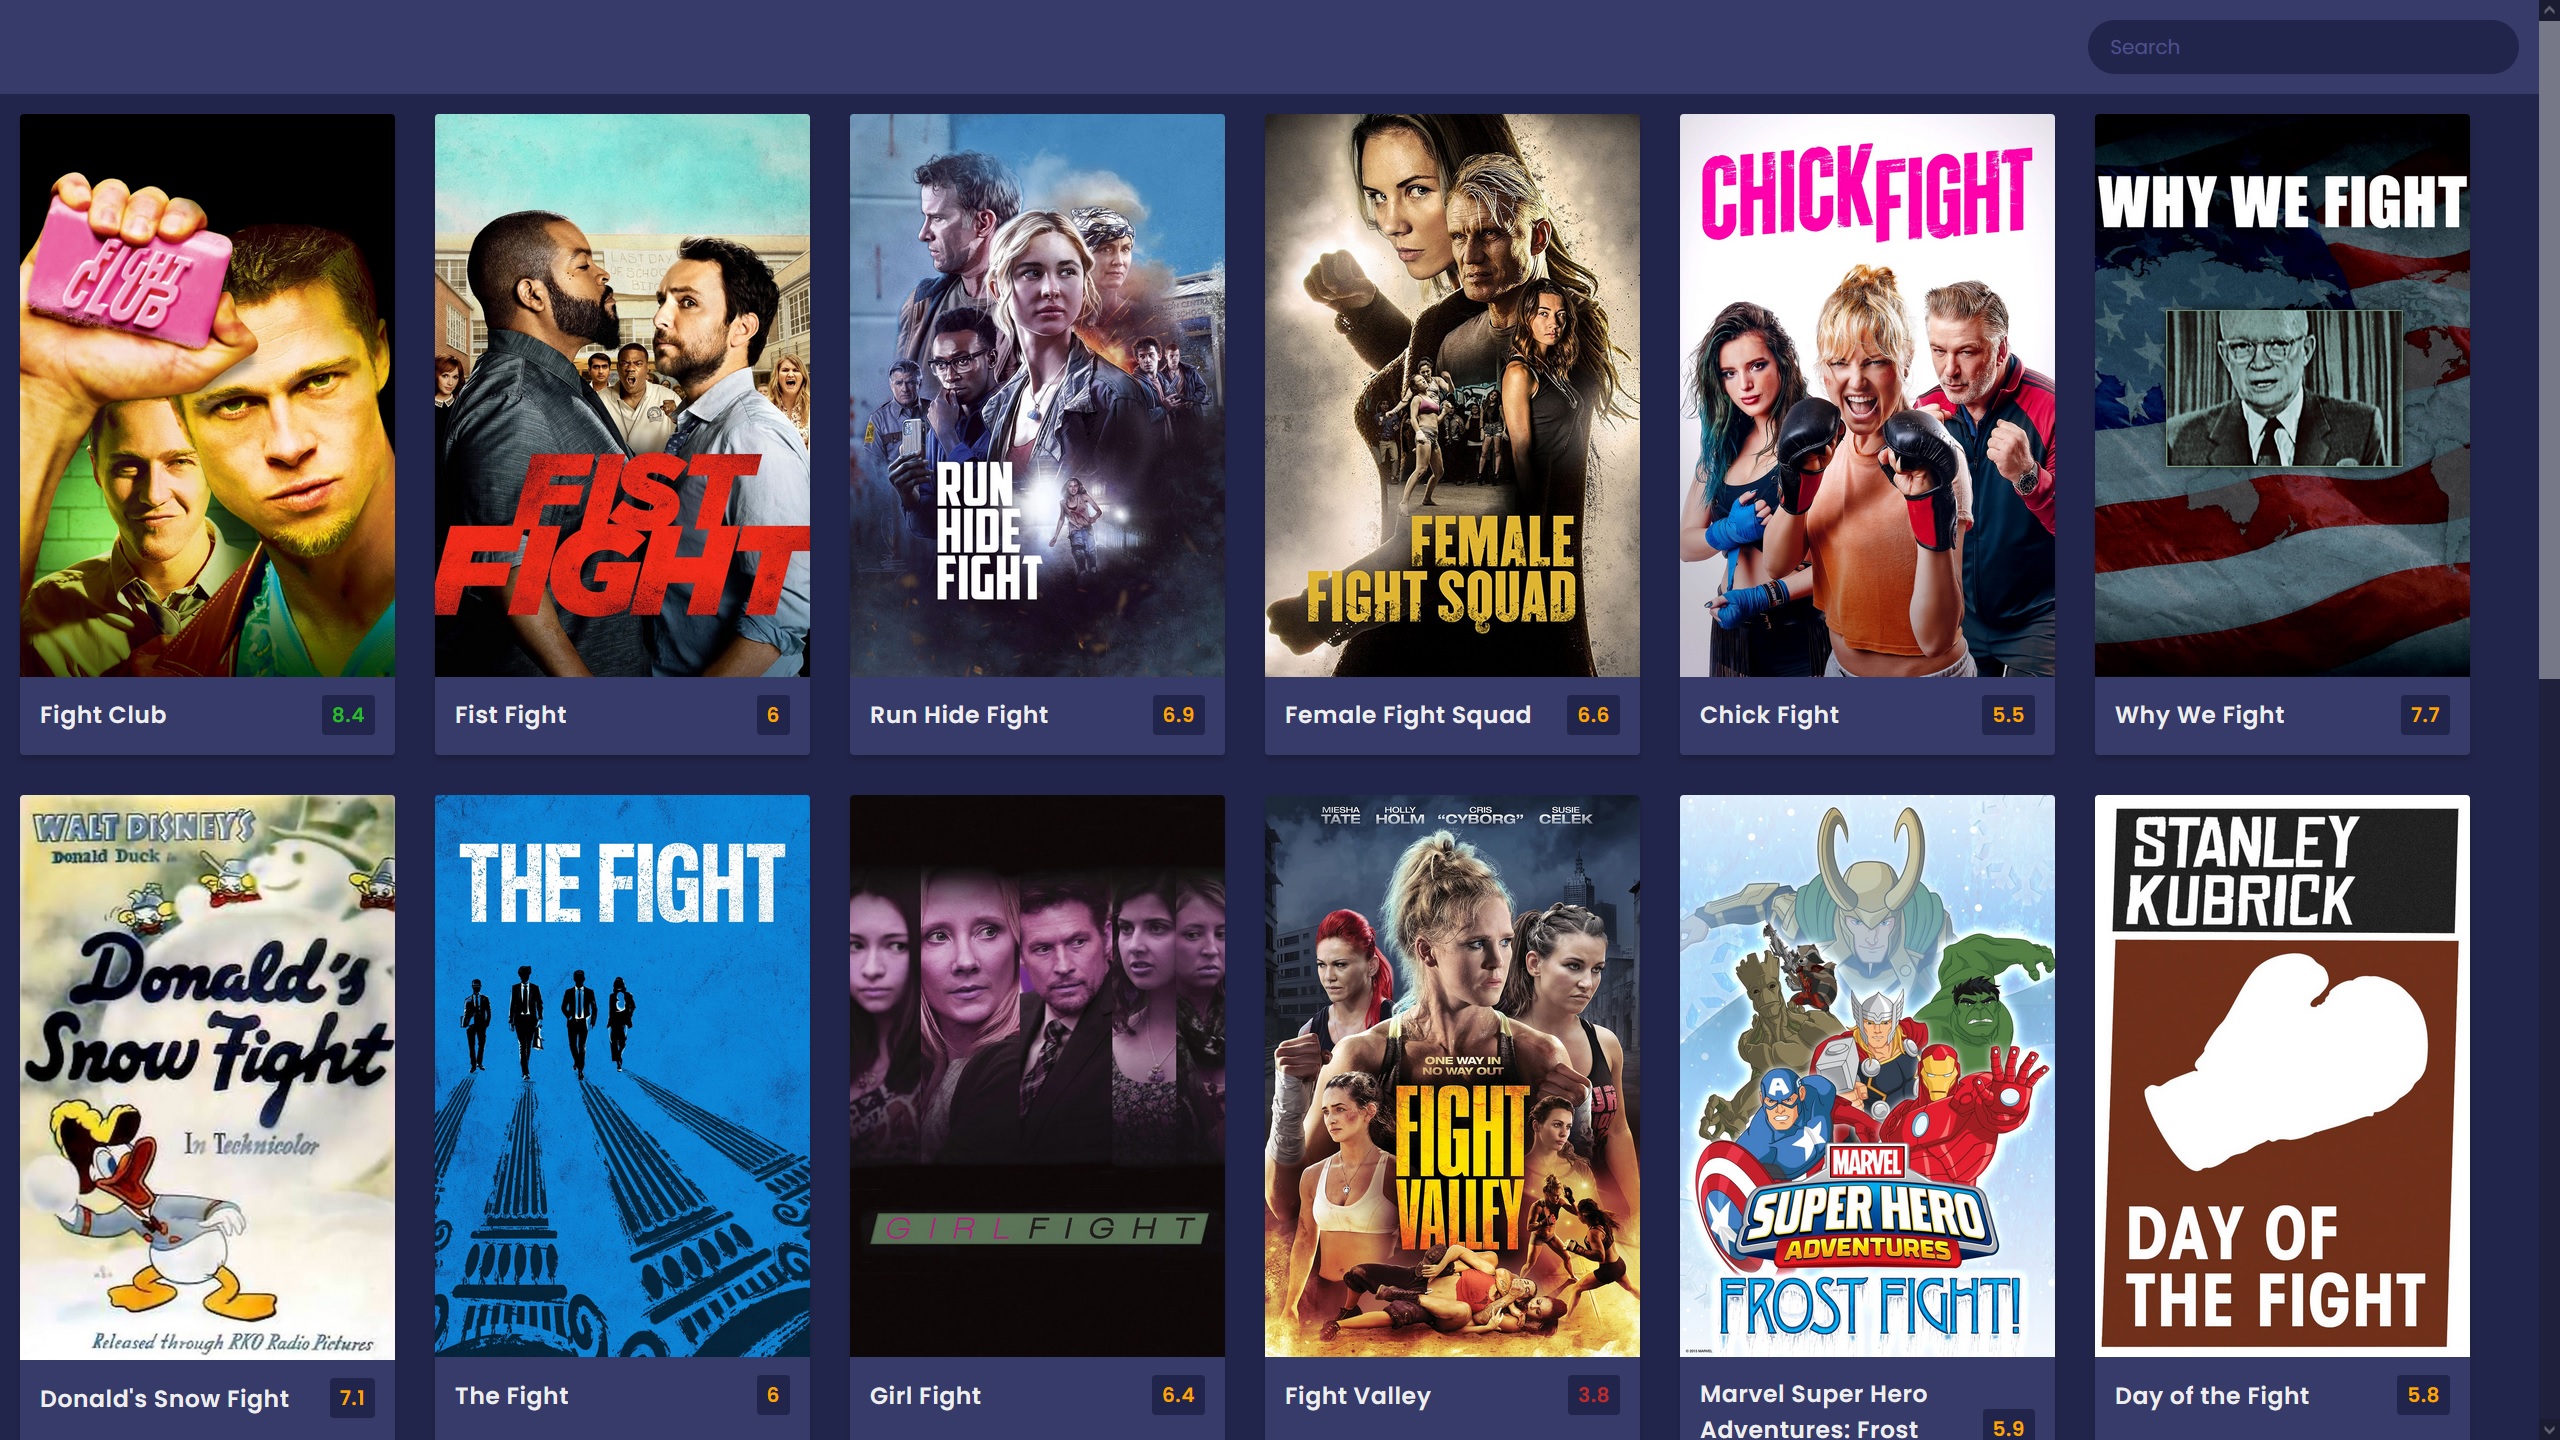 Search
FIGHT
CLUB
LAST DAY
OF SCHOOL
FIST
FIGHT
RUN
HIDE
FIGHT
FEMALE
FIGHT SQUAD
CHICK FIGHT
WHY WE FIGHT
Fight Club
8.4
Fist Fight
6
Run Hide Fight
6.9
Female Fight Squad
6.6
Chick Fight
5.5
Why We Fight
7.7
WALT DISNEY'S
Donald Duck in
Donald's
Snow Fight
In Technicolor
Released through RKO Radio Pictures
THE FIGHT
GIRLFIGHT
MIESHA TATE
HOLLY HOLM
CRIS "CYBORG"
SUSIE CELEK
ONE WAY IN
NO WAY OUT
FIGHT
VALLEY
A
MARVEL
SUPER HERO
ADVENTURES
FROST FIGHT!
STANLEY
KUBRICK
DAY OF
THE FIGHT
Donald's Snow Fight
7.1
The Fight
6
Girl Fight
6.4
Fight Valley
3.8
Marvel Super Hero
Adventures: Frost
5.9
Day of the Fight
5.8